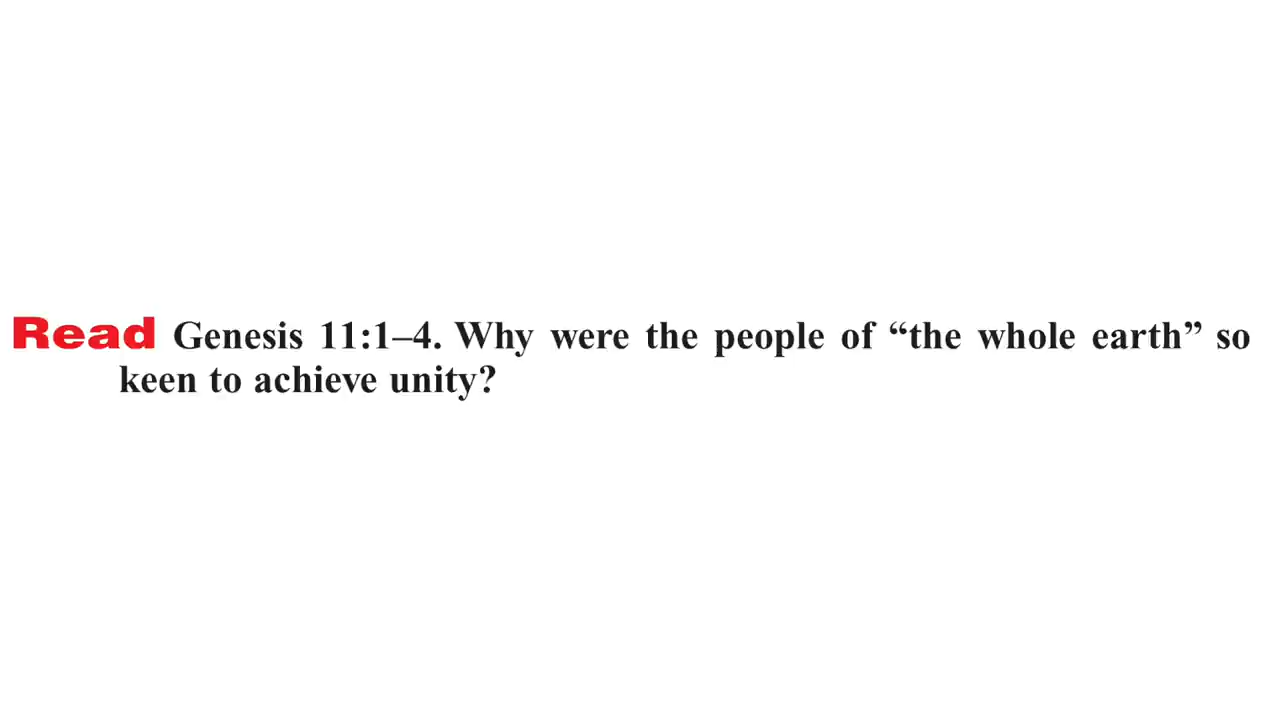 Read Genesis 11:1–4. Why were the people of “the whole earth” so
keen to achieve unity?